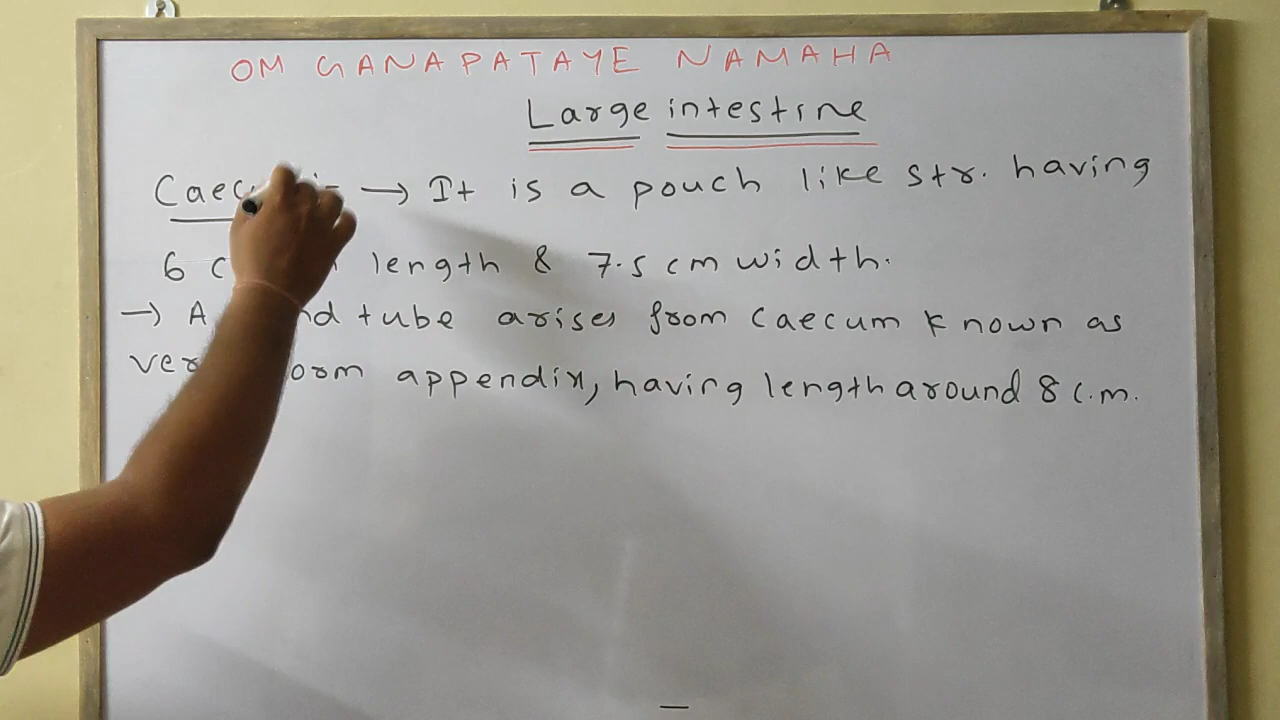 OM GANAPATAYE NAMAHA
Large intestine
→ It is a pouch like str. having
6 length & 7.5 cm width.
→ A tube arises from Caecum known as
appendix, having length around 8 c.m.